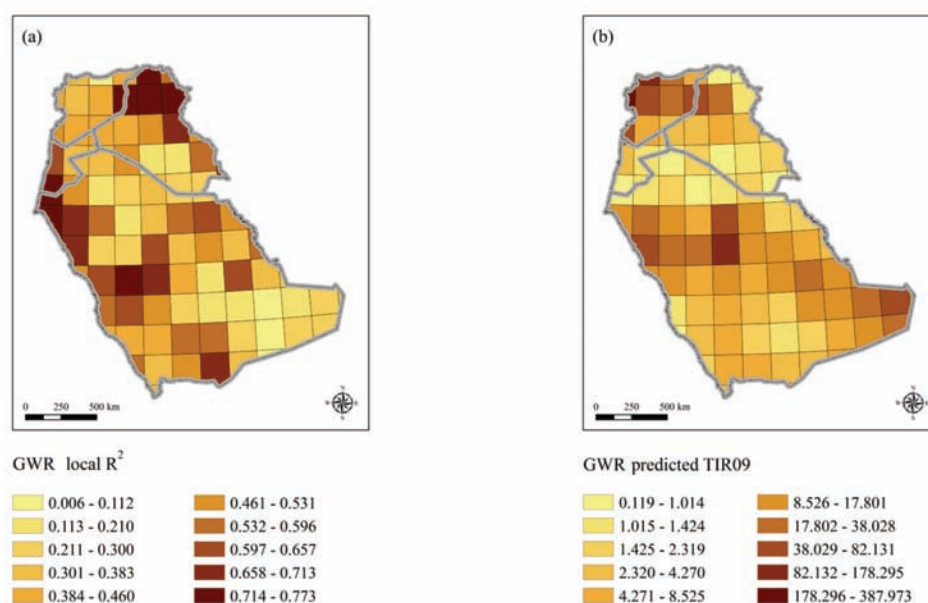 (a)
0 250 500 km
GWR local R²
0.006 - 0.112
0.113 - 0.210
0.211 - 0.300
0.301 - 0.383
0.384 - 0.460
0.461 - 0.531
0.532 - 0.596
0.597 - 0.657
0.658 - 0.713
0.714 - 0.773
(b)
0 250 500 km
GWR predicted TIR09
0.119 - 1.014
1.015 - 1.424
1.425 - 2.319
2.320 - 4.270
4.271 - 8.525
8.526 - 17.801
17.802 - 38.028
38.029 - 82.131
82.132 - 178.295
178.296 - 387.973